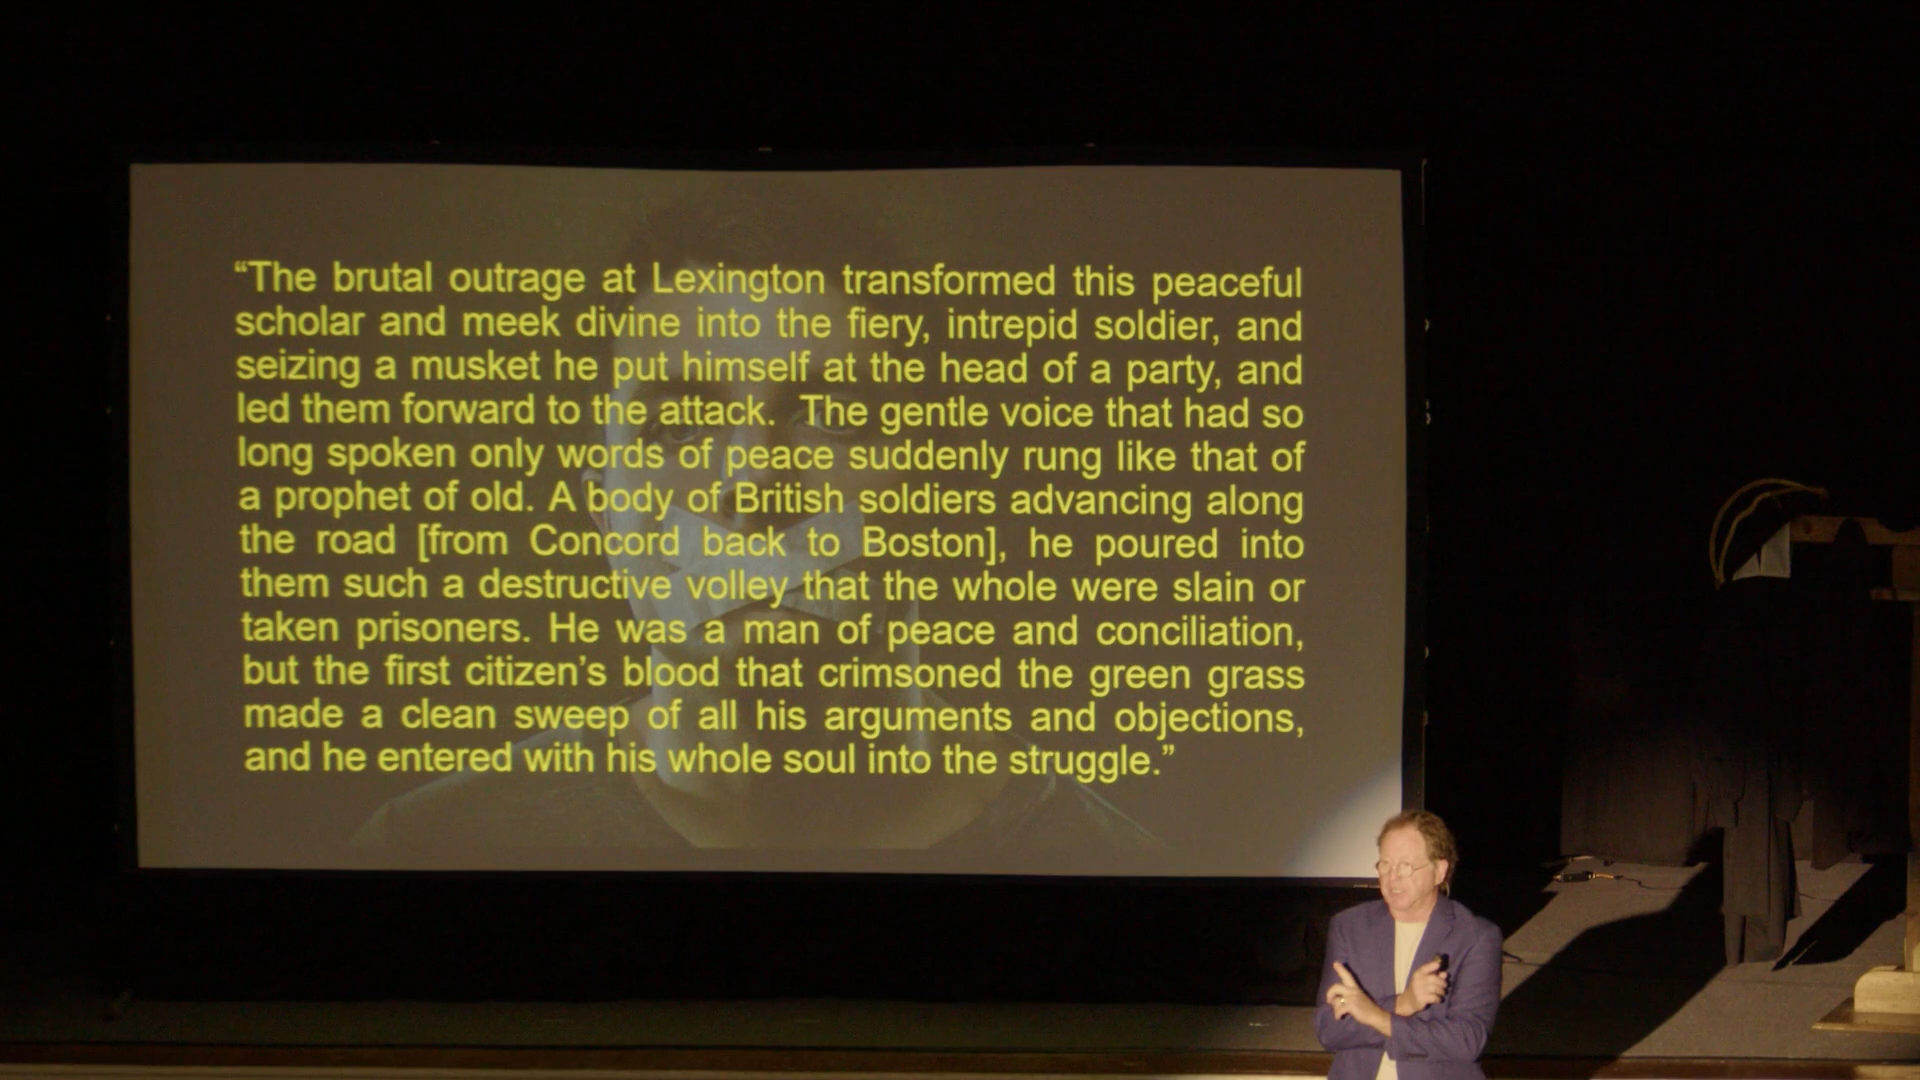 “The brutal outrage at Lexington transformed this peaceful
scholar and meek divine into the fiery, intrepid soldier, and
seizing a musket he put himself at the head of a party, and
led them forward to the attack.  The gentle voice that had so
long spoken only words of peace suddenly rung like that of
a prophet of old. A body of British soldiers advancing along
the road [from Concord back to Boston], he poured into
them such a destructive volley that the whole were slain or
taken prisoners. He was a man of peace and conciliation,
but the first citizen’s blood that crimsoned the green grass
made a clean sweep of all his arguments and objections,
and he entered with his whole soul into the struggle.”